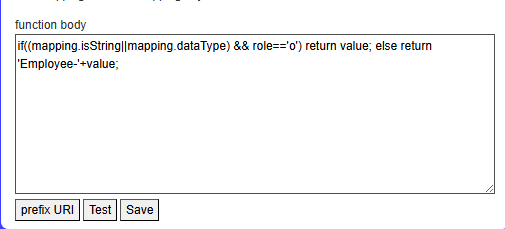 function body
if((mapping.isString||mapping.dataType) && role=='o') return value; else return
'Employee-'+value;
prefix URI Test Save